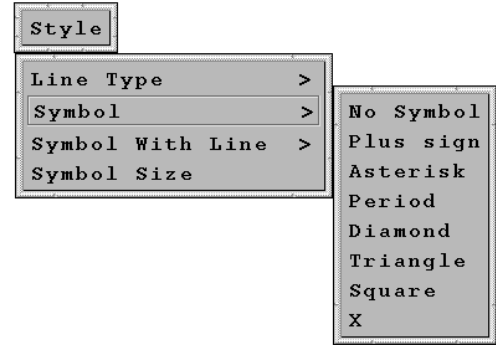 Style
Line Type >
Symbol >
Symbol With Line >
Symbol Size
No Symbol
Plus sign
Asterisk
Period
Diamond
Triangle
Square
X